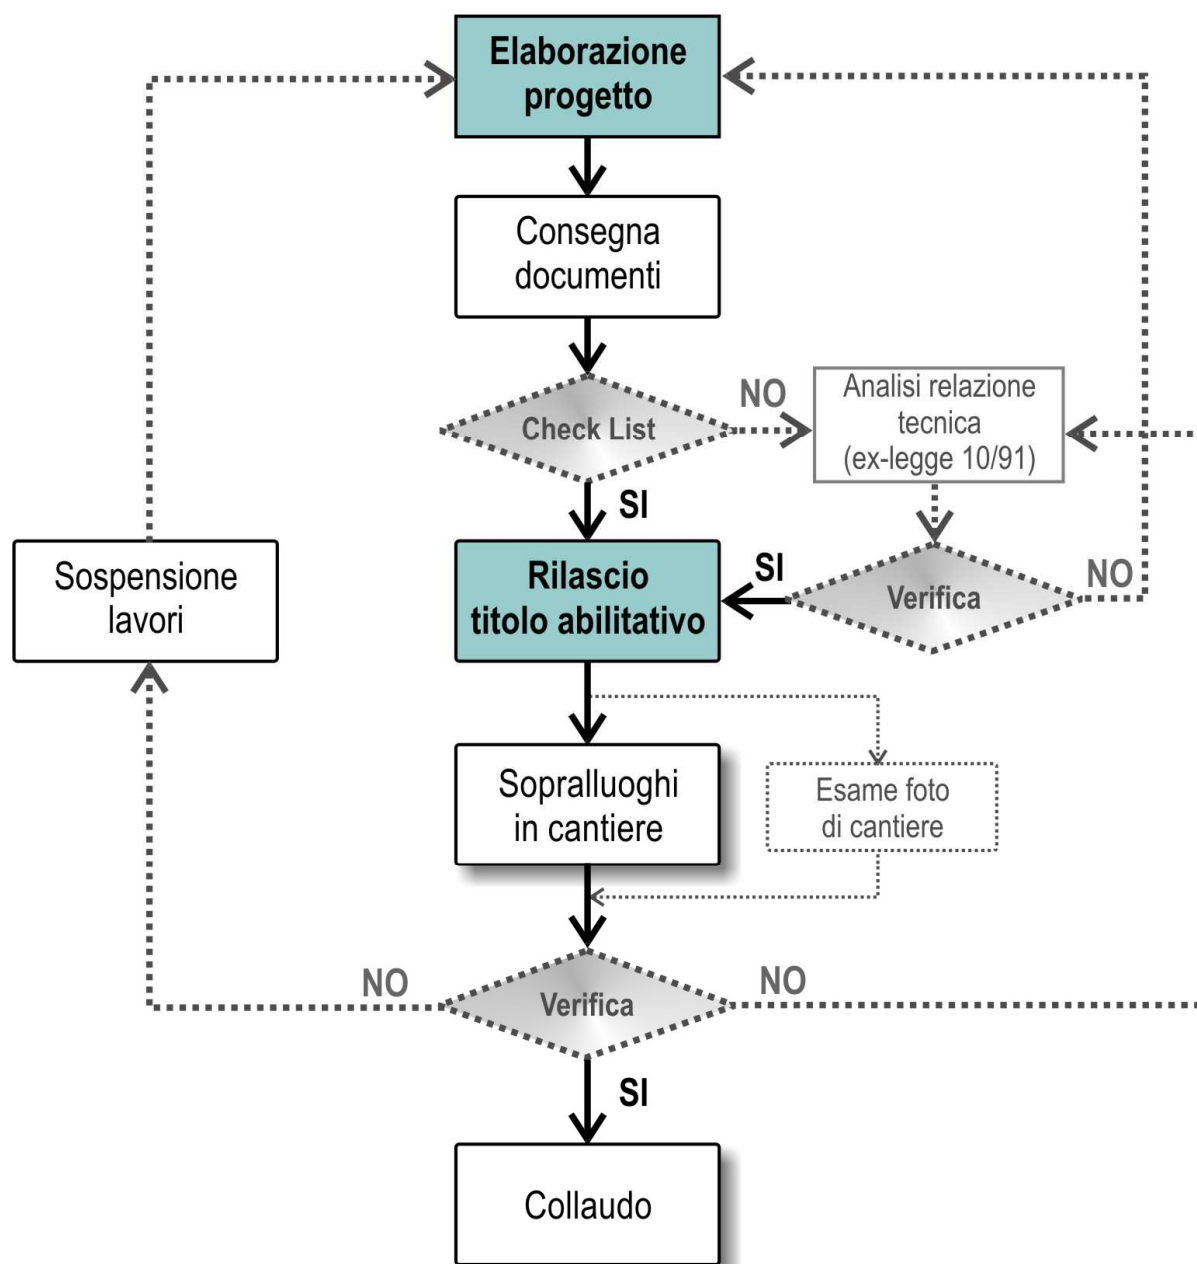 Elaborazione
progetto
Consegna
documenti
Check List
NO
Analisi relazione
tecnica
(ex-legge 10/91)
SI
Sospensione
lavori
Rilascio
titolo abilitativo
SI
Verifica
NO
Sopralluoghi
in cantiere
Esame foto
di cantiere
NO
Verifica
NO
SI
Collaudo